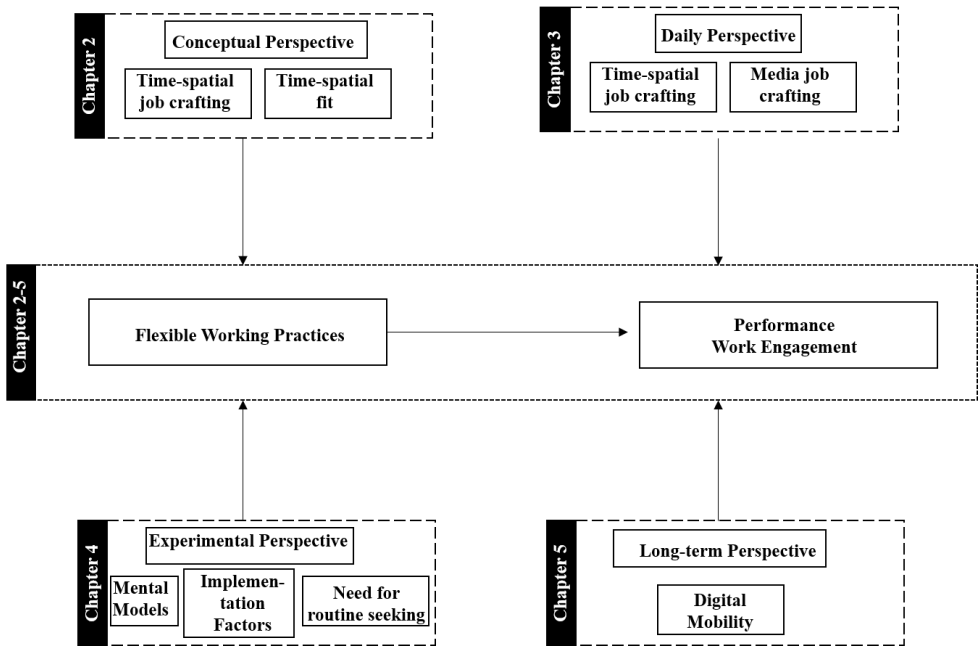 Chapter 2
Conceptual Perspective
Time-spatial
job crafting
Time-spatial
fit
Chapter 3
Daily Perspective
Time-spatial
job crafting
Media job
crafting
Chapter 2-5
Flexible Working Practices
Performance
Work Engagement
Chapter 4
Experimental Perspective
Mental
Models
Implemen-
tation
Factors
Need for
routine seeking
Chapter 5
Long-term Perspective
Digital
Mobility